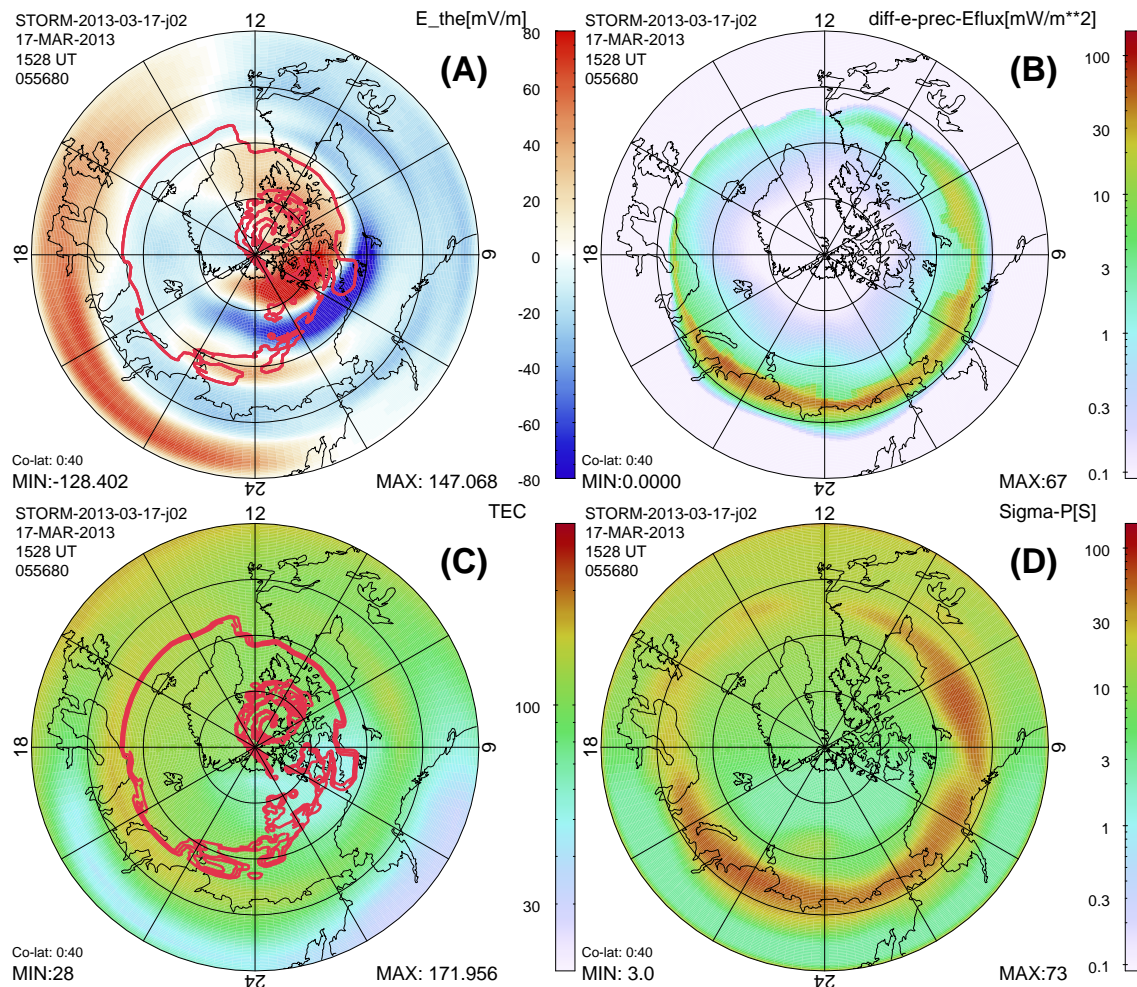 STORM-2013-03-17-j02
17-MAR-2013
1528 UT
055680
12
E_the[mV/m]
(A)
80
60
40
20
0
-20
-40
-60
-80
18
6
24
Co-lat: 0:40
MIN:-128.402
MAX: 147.068
STORM-2013-03-17-j02
17-MAR-2013
1528 UT
055680
12
diff-e-prec-Eflux[mW/m**2]
(B)
100
30
10
3
1
0.3
0.1
18
6
24
Co-lat: 0:40
MIN:0.0000
MAX:67
STORM-2013-03-17-j02
17-MAR-2013
1528 UT
055680
12
TEC
(C)
100
30
18
6
24
Co-lat: 0:40
MIN:28
MAX: 171.956
STORM-2013-03-17-j02
17-MAR-2013
1528 UT
055680
12
Sigma-P[S]
(D)
100
30
10
3
1
0.3
0.1
18
6
24
Co-lat: 0:40
MIN: 3.0
MAX:73